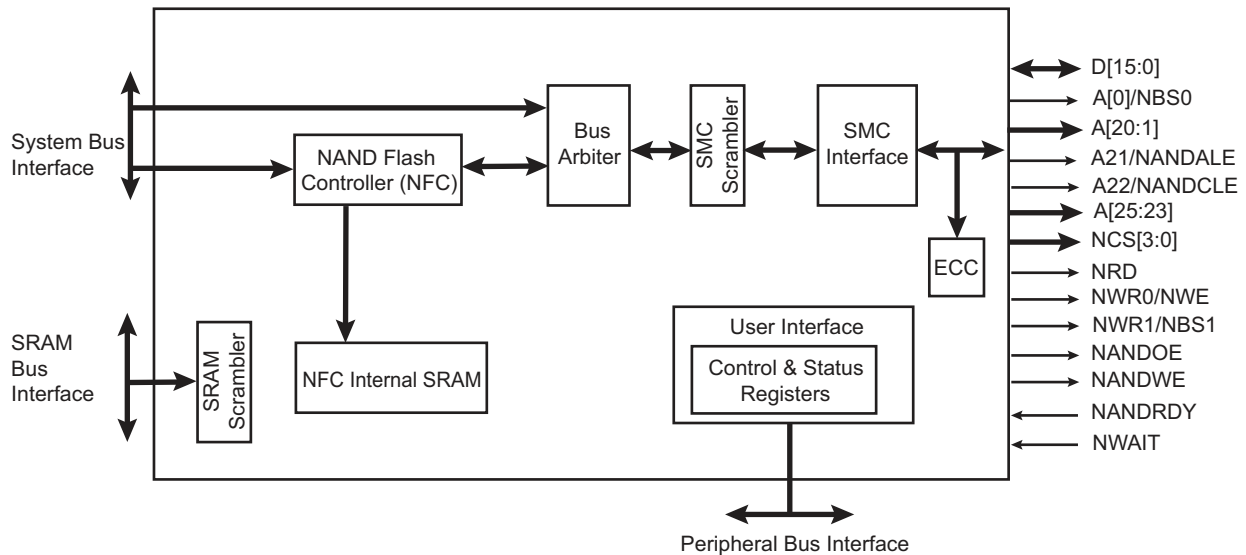 System Bus
Interface
NAND Flash
Controller (NFC)
Bus
Arbiter
SMC
Scrambler
SMC
Interface
ECC
SRAM
Bus
Interface
SRAM
Scrambler
NFC Internal SRAM
User Interface
Control & Status
Registers
Peripheral Bus Interface
D[15:0]
A[0]/NBS0
A[20:1]
A21/NANDALE
A22/NANDCLE
A[25:23]
NCS[3:0]
NRD
NWR0/NWE
NWR1/NBS1
NANDOE
NANDWE
NANDRDY
NWAIT